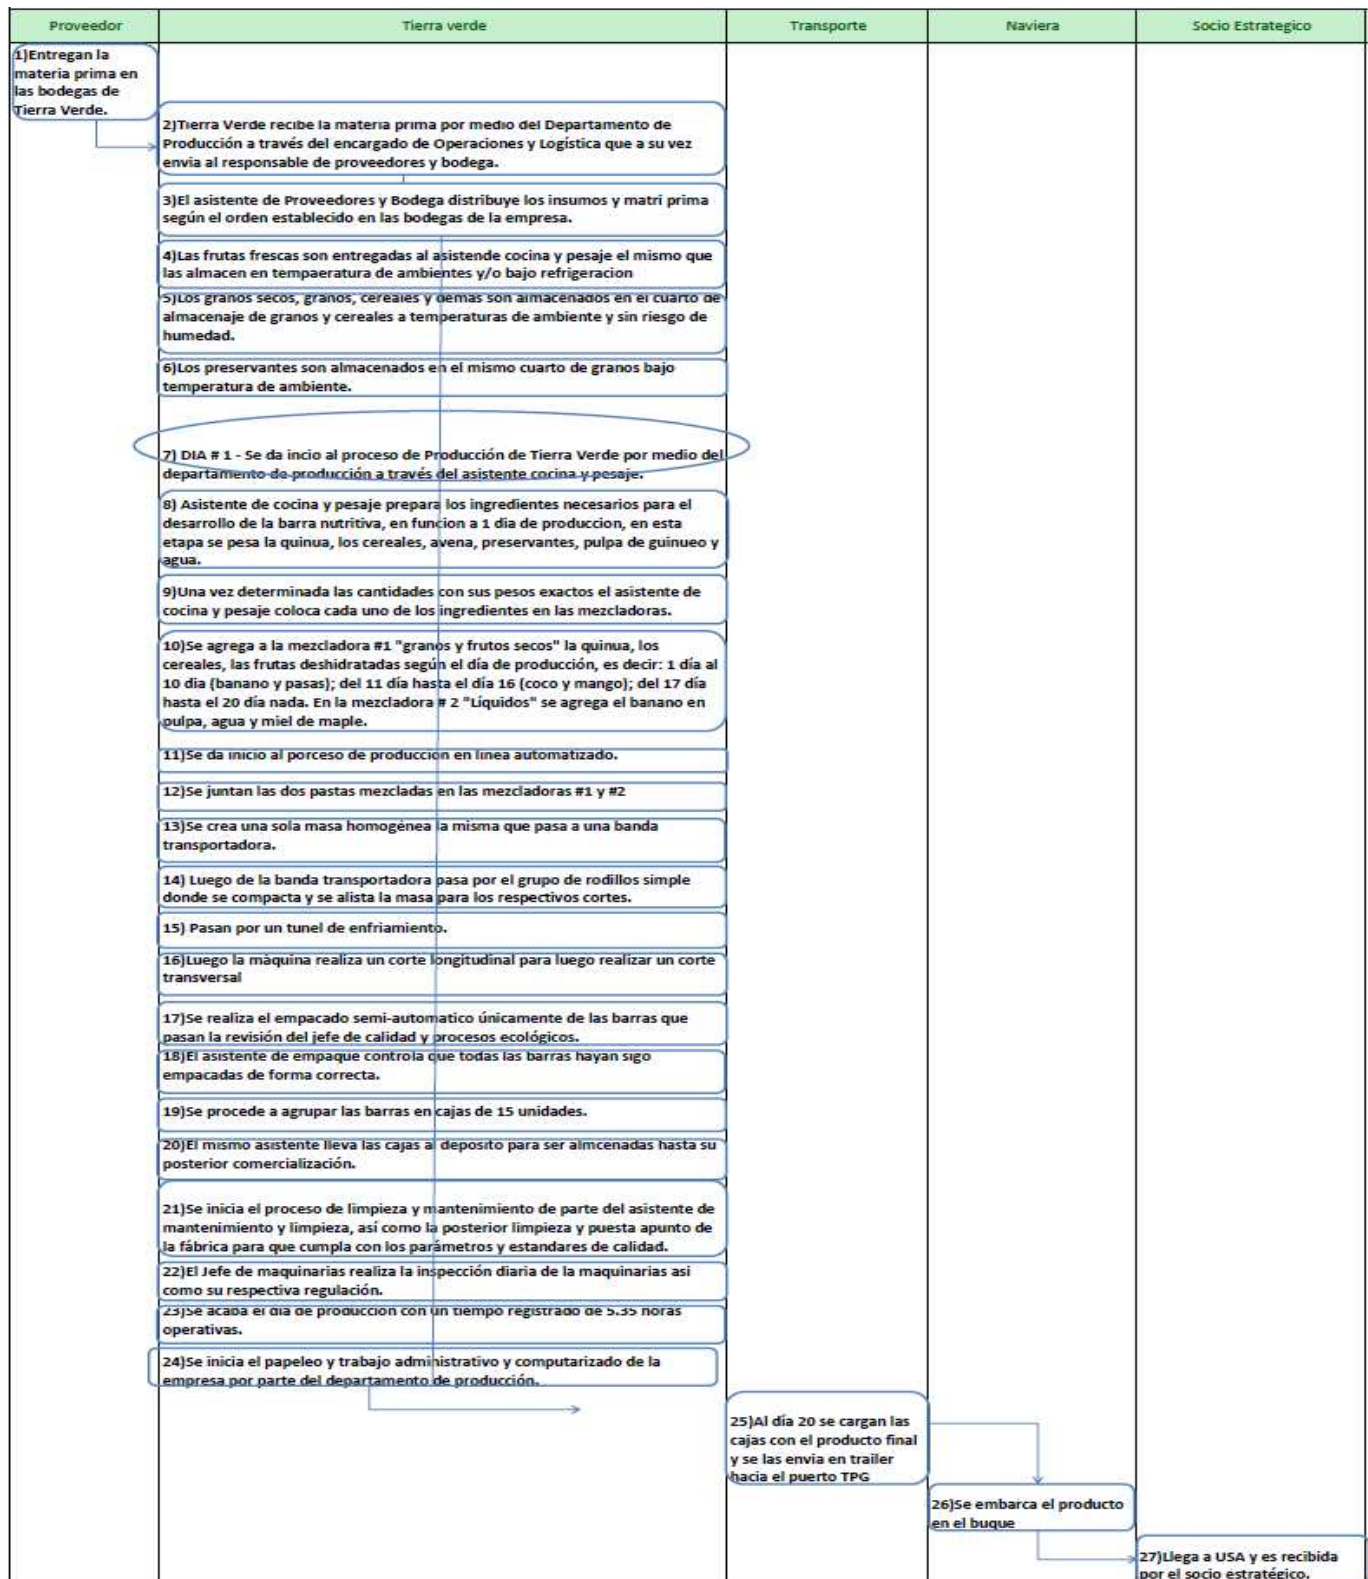 Proveedor Tierra verde Transporte Naviera Socio Estrategico
1)Entregan la
materia prima en
las bodegas de
Tierra Verde.
2)Tierra Verde recibe la materia prima por medio del Departamento de
Producción a través del encargado de Operaciones y Logística que a su vez
envia al responsable de proveedores y bodega.
3)El asistente de Proveedores y Bodega distribuye los insumos y matri prima
según el orden establecido en las bodegas de la empresa.
4)Las frutas frescas son entregadas al asistende cocina y pesaje el mismo que
las almacen en tempaeratura de ambientes y/o bajo refrigeracion
5)Los granos secos, granos, cereales y demás son almacenados en el cuarto de
almacenaje de granos y cereales a temperaturas de ambiente y sin riesgo de
humedad.
6)Los preservantes son almacenados en el mismo cuarto de granos bajo
temperatura de ambiente.
7) DIA # 1 - Se da incio al proceso de Producción de Tierra Verde por medio del
departamento de producción a través del asistente cocina y pesaje.
8) Asistente de cocina y pesaje prepara los ingredientes necesarios para el
desarrollo de la barra nutritiva, en funcion a 1 dia de produccion, en esta
etapa se pesa la quinua, los cereales, avena, preservantes, pulpa de guinueo y
agua.
9)Una vez determinada las cantidades con sus pesos exactos el asistente de
cocina y pesaje coloca cada uno de los ingredientes en las mezcladoras.
10)Se agrega a la mezcladora #1 "granos y frutos secos" la quinua, los
cereales, las frutas deshidratadas según el día de producción, es decir: 1 día al
10 dia (banano y pasas); del 11 día hasta el día 16 (coco y mango); del 17 día
hasta el 20 día nada. En la mezcladora # 2 "Líquidos" se agrega el banano en
pulpa, agua y miel de maple.
11)Se da inicio al porceso de producción en linea automatizado.
12)Se juntan las dos pastas mezcladas en las mezcladoras #1 y #2
13)Se crea una sola masa homogénea la misma que pasa a una banda
transportadora.
14) Luego de la banda transportadora pasa por el grupo de rodillos simple
donde se compacta y se alista la masa para los respectivos cortes.
15) Pasan por un tunel de enfriamiento.
16)Luego la máquina realiza un corte longitudinal para luego realizar un corte
transversal
17)Se realiza el empacado semi-automatico únicamente de las barras que
pasan la revisión del jefe de calidad y procesos ecológicos.
18)El asistente de empaque controla que todas las barras hayan sigo
empacadas de forma correcta.
19)Se procede a agrupar las barras en cajas de 15 unidades.
20)El mismo asistente lleva las cajas al deposito para ser almcenadas hasta su
posterior comercialización.
21)Se inicia el proceso de limpieza y mantenimiento de parte del asistente de
mantenimiento y limpieza, así como la posterior limpieza y puesta apunto de
la fábrica para que cumpla con los parámetros y estandares de calidad.
22)El Jefe de maquinarias realiza la inspección diaria de la maquinarias asi
como su respectiva regulación.
23)Se acaba el día de produccion con un tiempo registrado de 5.35 horas
operativas.
24)Se inicia el papeleo y trabajo administrativo y computarizado de la
empresa por parte del departamento de producción.
25)Al día 20 se cargan las
cajas con el producto final
y se las envia en trailer
hacia el puerto TPG
26)Se embarca el producto
en el buque
27)Llega a USA y es recibida
por el socio estratégico.